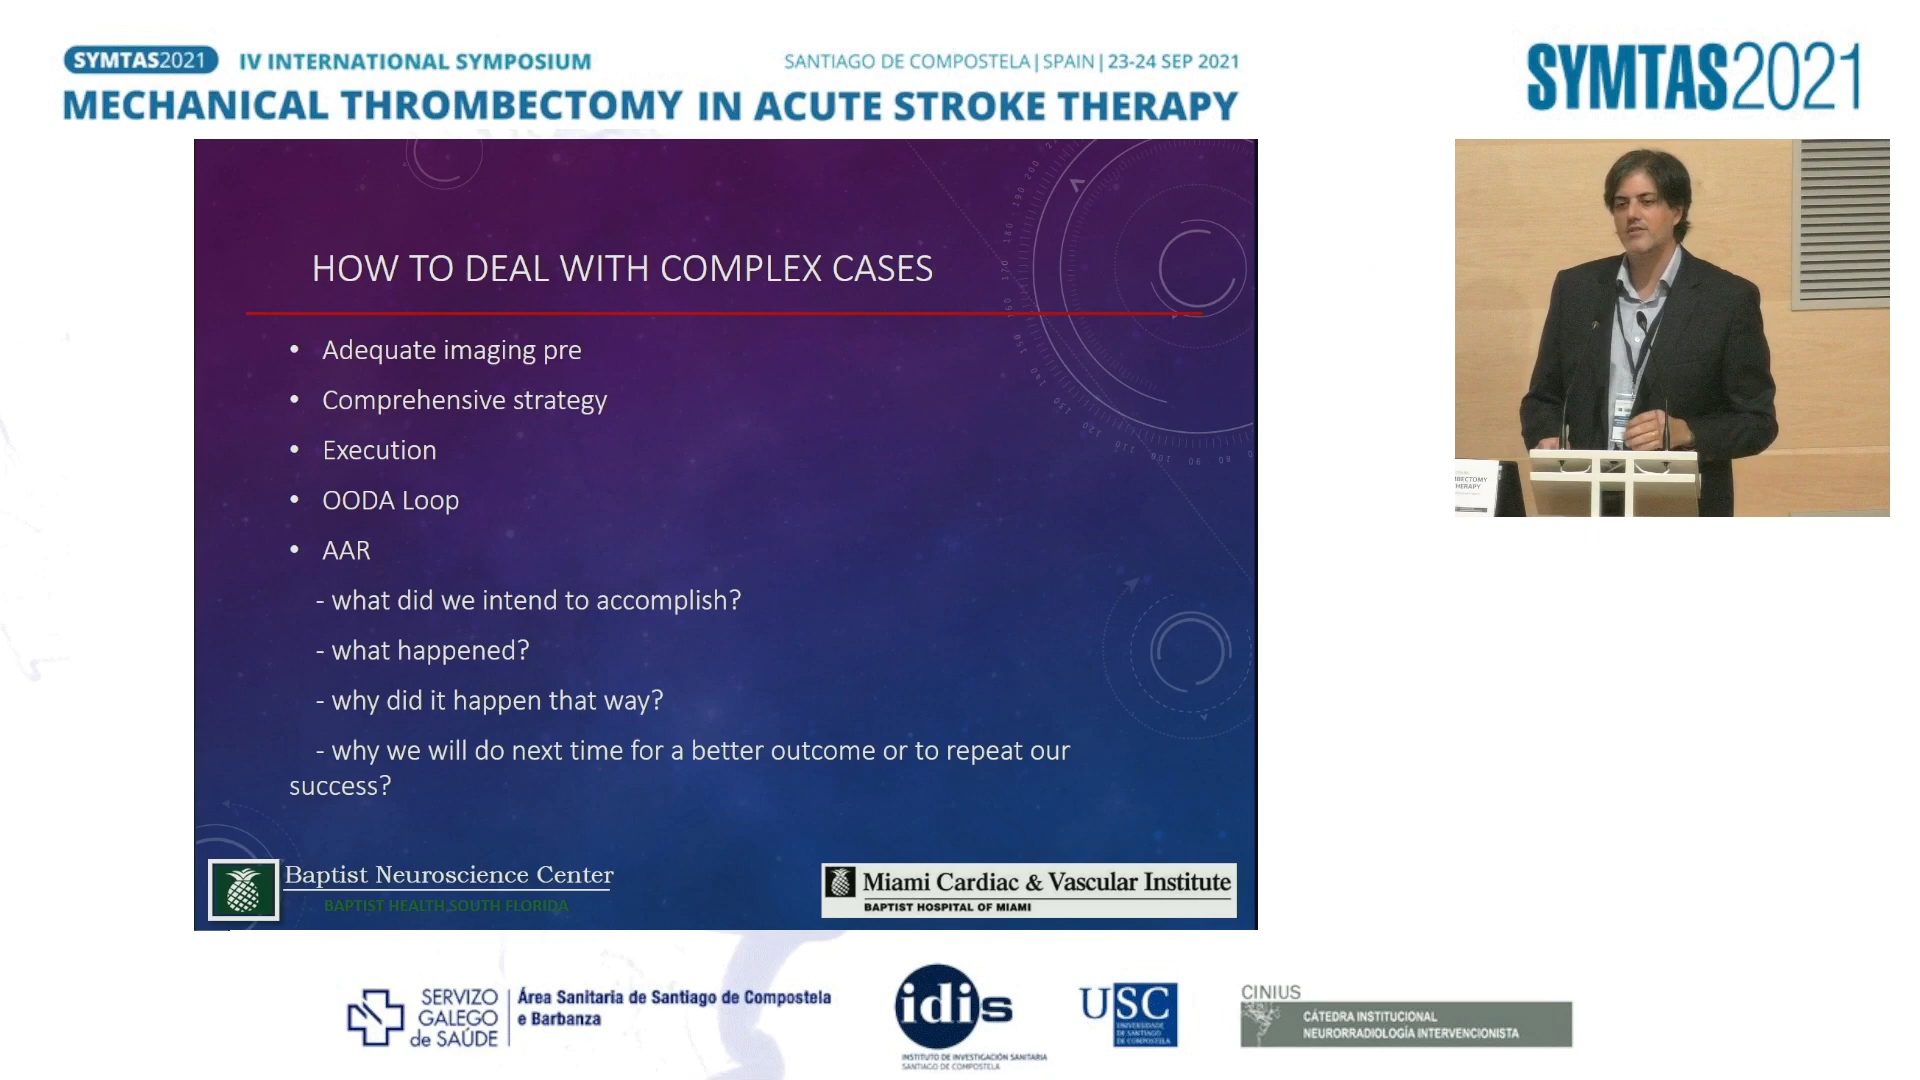 SYMTAS2021 IV INTERNATIONAL SYMPOSIUM
SANTIAGO DE COMPOSTELA | SPAIN | 23-24 SEP 2021
MECHANICAL THROMBECTOMY IN ACUTE STROKE THERAPY
SYMTAS2021
HOW TO DEAL WITH COMPLEX CASES
• Adequate imaging pre
• Comprehensive strategy
• Execution
• OODA Loop
• AAR
- what did we intend to accomplish?
- what happened?
- why did it happen that way?
- why we will do next time for a better outcome or to repeat our
success?
Baptist Neuroscience Center
BAPTIST HEALTH SOUTH FLORIDA
Miami Cardiac & Vascular Institute
BAPTIST HOSPITAL OF MIAMI
SERVIZO
GALEGO
de SAÚDE
Área Sanitaria de Santiago de Compostela
e Barbanza
idis
INSTITUTO DE INVESTIGACIÓN SANITARIA
SANTIAGO DE COMPOSTELA
USC
UNIVERSIDADE
DE SANTIAGO
DE COMPOSTELA
CINIUS
CÁTEDRA INSTITUCIONAL
NEURORRADIOLOGÍA INTERVENCIONISTA